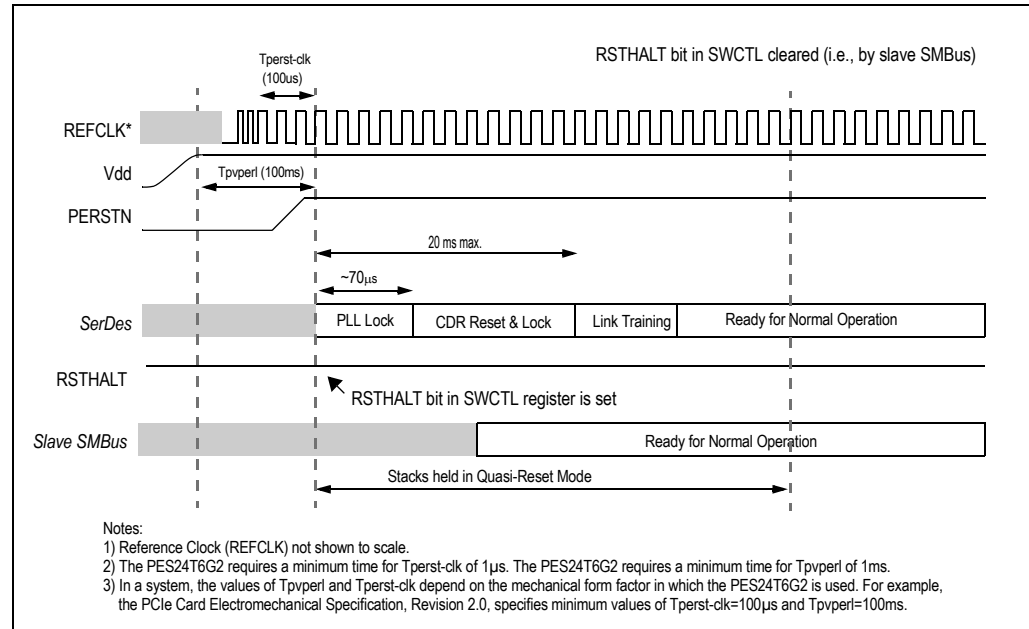 Tperst-clk
(100us)
RSTHALT bit in SWCTL cleared (i.e., by slave SMBus)
REFCLK*
Vdd
Tpvperl (100ms)
PERSTN
20 ms max.
~70µs
SerDes
PLL Lock
CDR Reset & Lock
Link Training
Ready for Normal Operation
RSTHALT
RSTHALT bit in SWCTL register is set
Slave SMBus
Ready for Normal Operation
Stacks held in Quasi-Reset Mode
Notes:
1) Reference Clock (REFCLK) not shown to scale.
2) The PES24T6G2 requires a minimum time for Tperst-clk of 1µs. The PES24T6G2 requires a minimum time for Tpvperl of 1ms.
3) In a system, the values of Tpvperl and Tperst-clk depend on the mechanical form factor in which the PES24T6G2 is used. For example,
the PCIe Card Electromechanical Specification, Revision 2.0, specifies minimum values of Tperst-clk=100µs and Tpvperl=100ms.